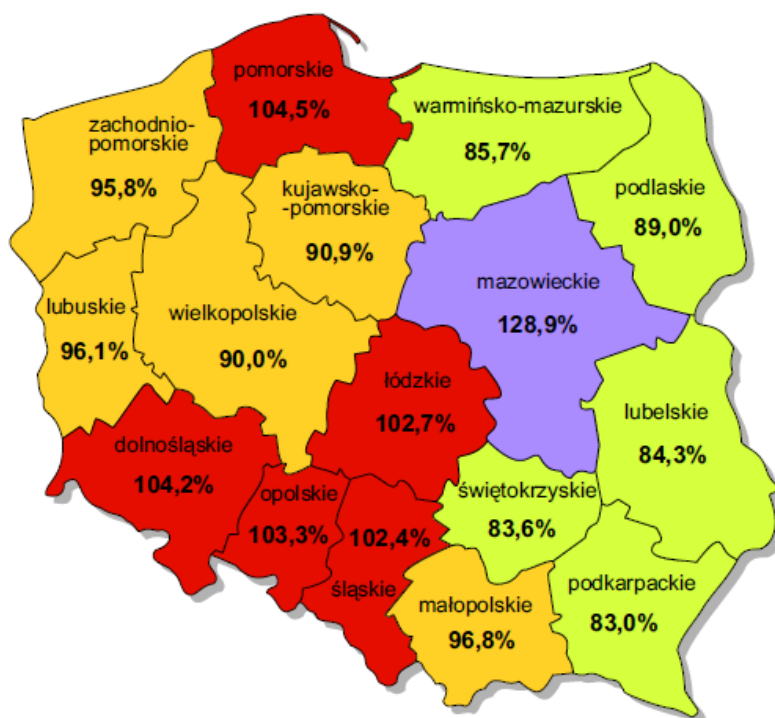 pomorskie
104,5%
warmińsko-mazurskie
85,7%
zachodnio-
pomorskie
95,8%
podlaskie
89,0%
kujawsko-
-pomorskie
90,9%
mazowieckie
128,9%
lubuskie
96,1%
wielkopolskie
90,0%
łódzkie
102,7%
lubelskie
84,3%
dolnośląskie
104,2%
opolskie
103,3%
102,4%
śląskie
świętokrzyskie
83,6%
małopolskie
96,8%
podkarpackie
83,0%